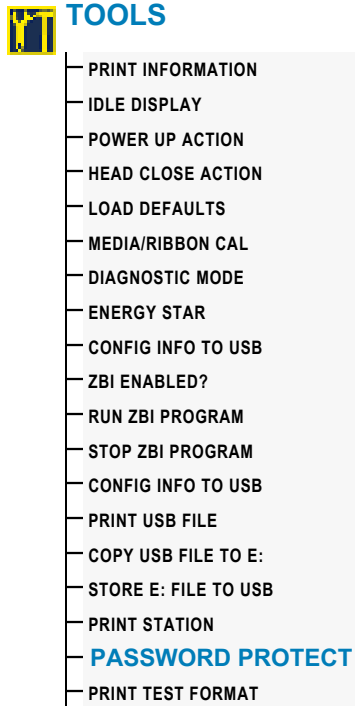 TOOLS
PRINT INFORMATION
IDLE DISPLAY
POWER UP ACTION
HEAD CLOSE ACTION
LOAD DEFAULTS
MEDIA/RIBBON CAL
DIAGNOSTIC MODE
ENERGY STAR
CONFIG INFO TO USB
ZBI ENABLED?
RUN ZBI PROGRAM
STOP ZBI PROGRAM
CONFIG INFO TO USB
PRINT USB FILE
COPY USB FILE TO E:
STORE E: FILE TO USB
PRINT STATION
PASSWORD PROTECT
PRINT TEST FORMAT